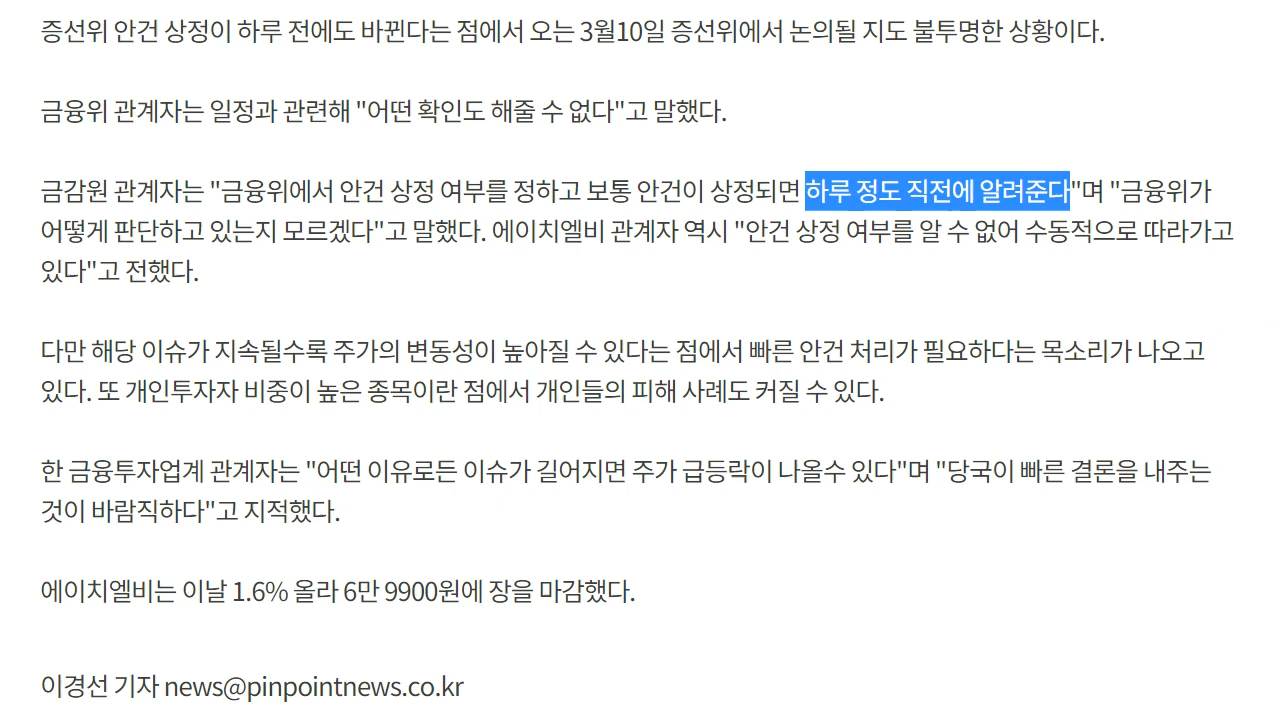 증선위 안건 상정이 하루 전에도 바뀐다는 점에서 오는 3월10일 증선위에서 논의될 지도 불투명한 상황이다.
금융위 관계자는 일정과 관련해 "어떤 확인도 해줄 수 없다"고 말했다.
금감원 관계자는 "금융위에서 안건 상정 여부를 정하고 보통 안건이 상정되면 하루 정도 직전에 알려준다"며 "금융위가
어떻게 판단하고 있는지 모르겠다"고 말했다. 에이치엘비 관계자 역시 "안건 상정 여부를 알 수 없어 수동적으로 따라가고
있다"고 전했다.
다만 해당 이슈가 지속될수록 주가의 변동성이 높아질 수 있다는 점에서 빠른 안건 처리가 필요하다는 목소리가 나오고
있다. 또 개인투자자 비중이 높은 종목이란 점에서 개인들의 피해 사례도 커질 수 있다.
한 금융투자업계 관계자는 "어떤 이유로든 이슈가 길어지면 주가 급등락이 나올수 있다"며 "당국이 빠른 결론을 내주는
것이 바람직하다"고 지적했다.
에이치엘비는 이날 1.6% 올라 6만 9900원에 장을 마감했다.
이경선 기자 news@pinpointnews.co.kr